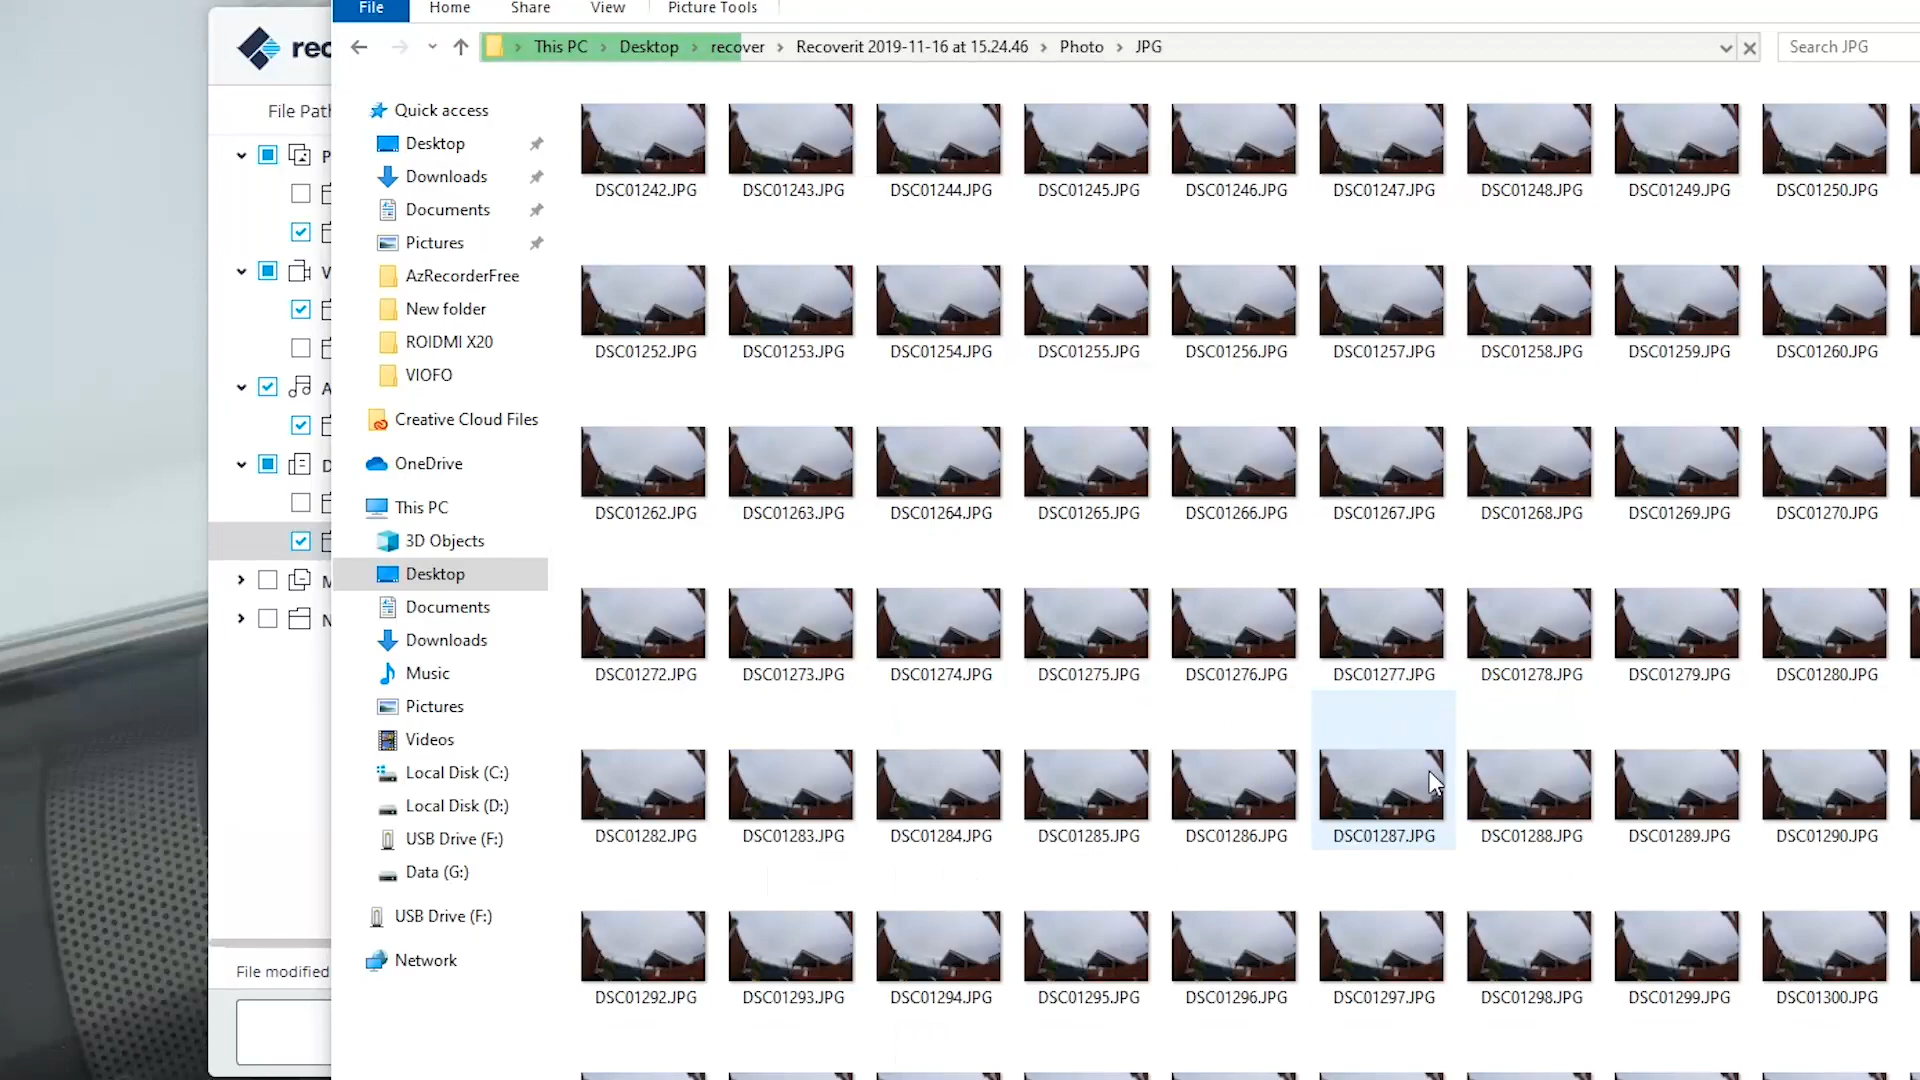 File
Home
Share
View
Picture Tools
rec
This PC
Desktop
recover
Recoverit 2019-11-16 at 15.24.46
Photo
JPG
Search JPG
File Path
P
V
A
D
M
N
File modified
Quick access
Desktop
Downloads
Documents
Pictures
AzRecorderFree
New folder
ROIDMI X20
VIOFO
Creative Cloud Files
OneDrive
This PC
3D Objects
Desktop
Documents
Downloads
Music
Pictures
Videos
Local Disk (C:)
Local Disk (D:)
USB Drive (F:)
Data (G:)
USB Drive (F:)
Network
DSC01242.JPG DSC01243.JPG DSC01244.JPG DSC01245.JPG DSC01246.JPG DSC01247.JPG DSC01248.JPG DSC01249.JPG DSC01250.JPG
DSC01252.JPG DSC01253.JPG DSC01254.JPG DSC01255.JPG DSC01256.JPG DSC01257.JPG DSC01258.JPG DSC01259.JPG DSC01260.JPG
DSC01262.JPG DSC01263.JPG DSC01264.JPG DSC01265.JPG DSC01266.JPG DSC01267.JPG DSC01268.JPG DSC01269.JPG DSC01270.JPG
DSC01272.JPG DSC01273.JPG DSC01274.JPG DSC01275.JPG DSC01276.JPG DSC01277.JPG DSC01278.JPG DSC01279.JPG DSC01280.JPG
DSC01282.JPG DSC01283.JPG DSC01284.JPG DSC01285.JPG DSC01286.JPG DSC01287.JPG DSC01288.JPG DSC01289.JPG DSC01290.JPG
DSC01292.JPG DSC01293.JPG DSC01294.JPG DSC01295.JPG DSC01296.JPG DSC01297.JPG DSC01298.JPG DSC01299.JPG DSC01300.JPG